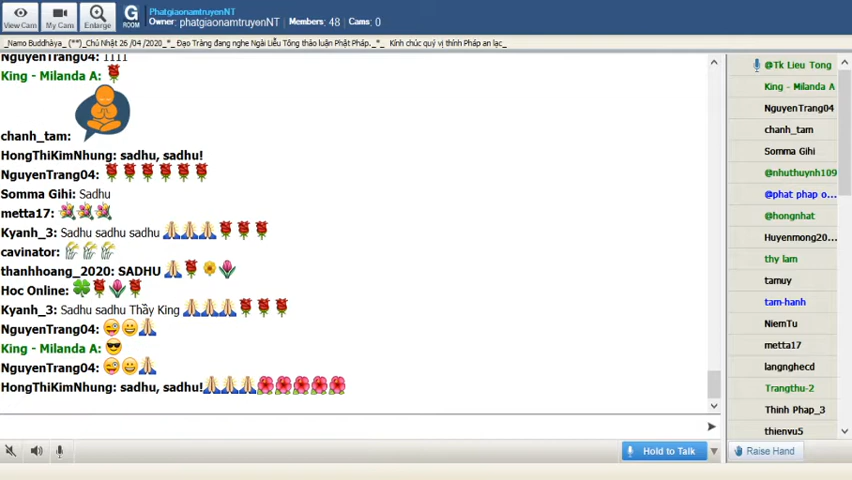 View Cam
My Cam
Enlarge
G
ROOM
PhatgiaonamtruyenNT
Owner: phatgiaonamtruyenNT Members: 48 Cams: 0
_Namo Buddhàya_ (**)_Chủ Nhật 26 /04 /2020_*_ Đạo Tràng đang nghe Ngài Liễu Tông thảo luận Phật Pháp._*_ Kính chúc quý vị thính Pháp an lạc_
NguyenTrang04: 1111
King - Milanda A:
chanh_tam:
HongThiKimNhung: sadhu, sadhu!
NguyenTrang04:
Somma Gihi: Sadhu
metta17:
Kyanh_3: Sadhu sadhu sadhu
cavinator:
thanhhoang_2020: SADHU
Hoc Online:
Kyanh_3: Sadhu sadhu Thầy King
NguyenTrang04:
King - Milanda A:
NguyenTrang04:
HongThiKimNhung: sadhu, sadhu!
@Tk Lieu Tong
King - Milanda A
NguyenTrang04
chanh_tam
Somma Gihi
@nhuthuynh109
@phat phap o...
@hongnhat
Huyenmong20...
thy lam
tamuy
tam-hanh
NiemTu
metta17
langnghecd
Trangthu-2
Thinh Phap_3
thienvu5
Hold to Talk
Raise Hand